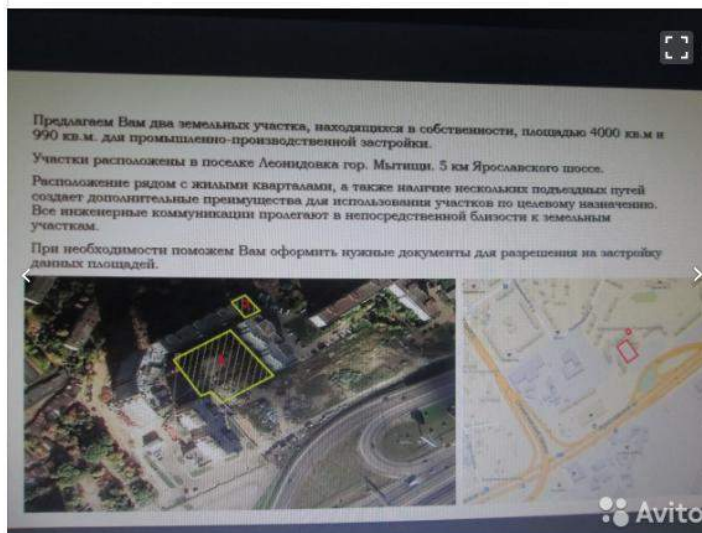 Предлагаем Вам два земельных участка, находящихся в собственности, площадью 4000 кв.м и
990 кв.м. для промышленно-производственной застройки.
Участки расположены в поселке Леонидовка гор. Мытищи. 5 км Ярославского шоссе.
Расположение рядом с жилыми кварталами, а также наличие нескольких подъездных путей
создает дополнительные преимущества для использования участков по целевому назначению.
Все инженерные коммуникации пролегают в непосредственной близости к земельным
участкам.
При необходимости поможем Вам оформить нужные документы для разрешения на застройку
данных площадей.
Avito